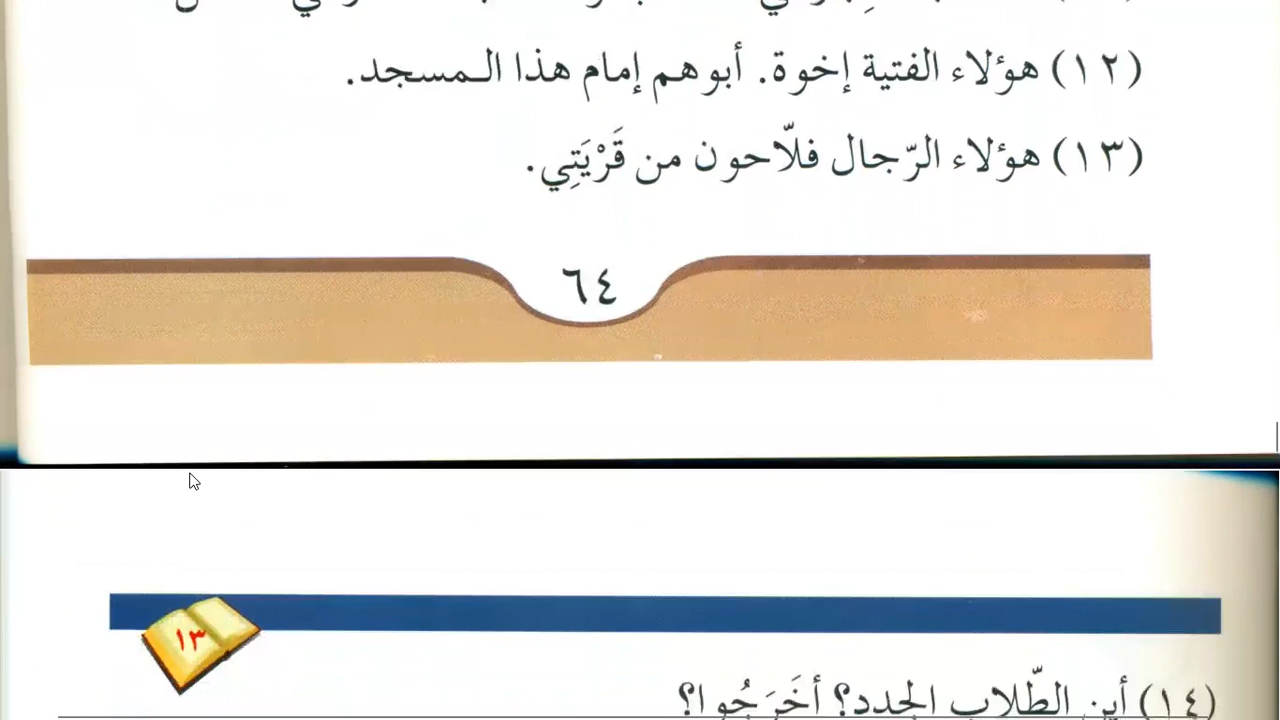 (١٢) هؤلاء الفتية إخوة. أبوهم إمام هذا الـمسجد.
(١٣) هؤلاء الرّجال فلّاحون من قَرْيَتِي.
٦٤
١٣
(١٤) أين الطّلاب الجدد؟ أخَرَجُوا؟